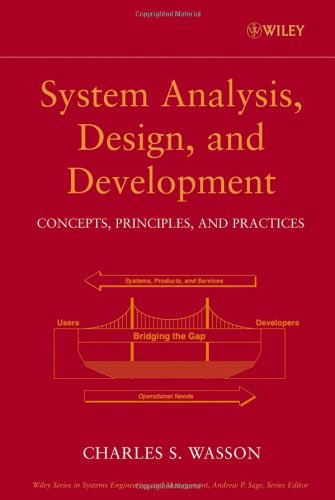 WILEY
System Analysis,
Design, and
Development
CONCEPTS, PRINCIPLES, AND PRACTICES
Systems, Products, and Services
Users
Developers
Bridging the Gap
Operational Needs
CHARLES S. WASSON
Wiley Series in Systems Engineering and Management, Andrew P. Sage, Series Editor